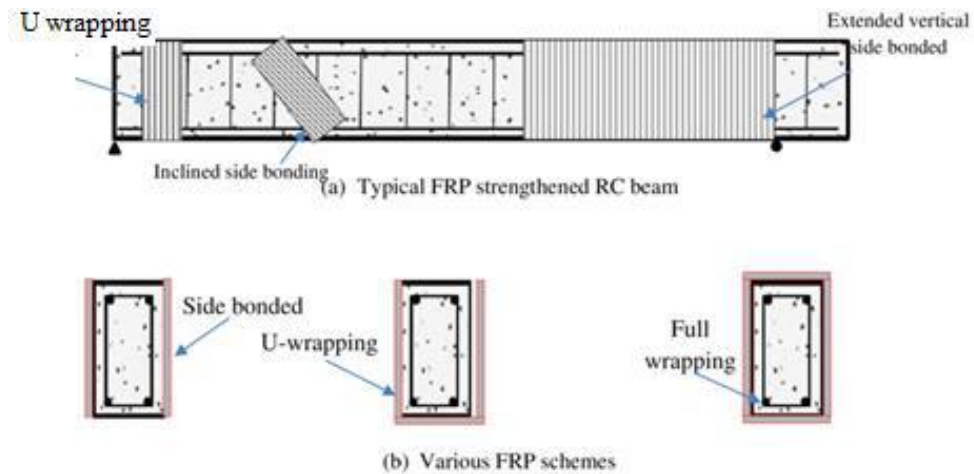 U wrapping
Extended vertical
side bonded
Inclined side bonding
(a) Typical FRP strengthened RC beam
Side bonded
U-wrapping
Full
wrapping
(b) Various FRP schemes